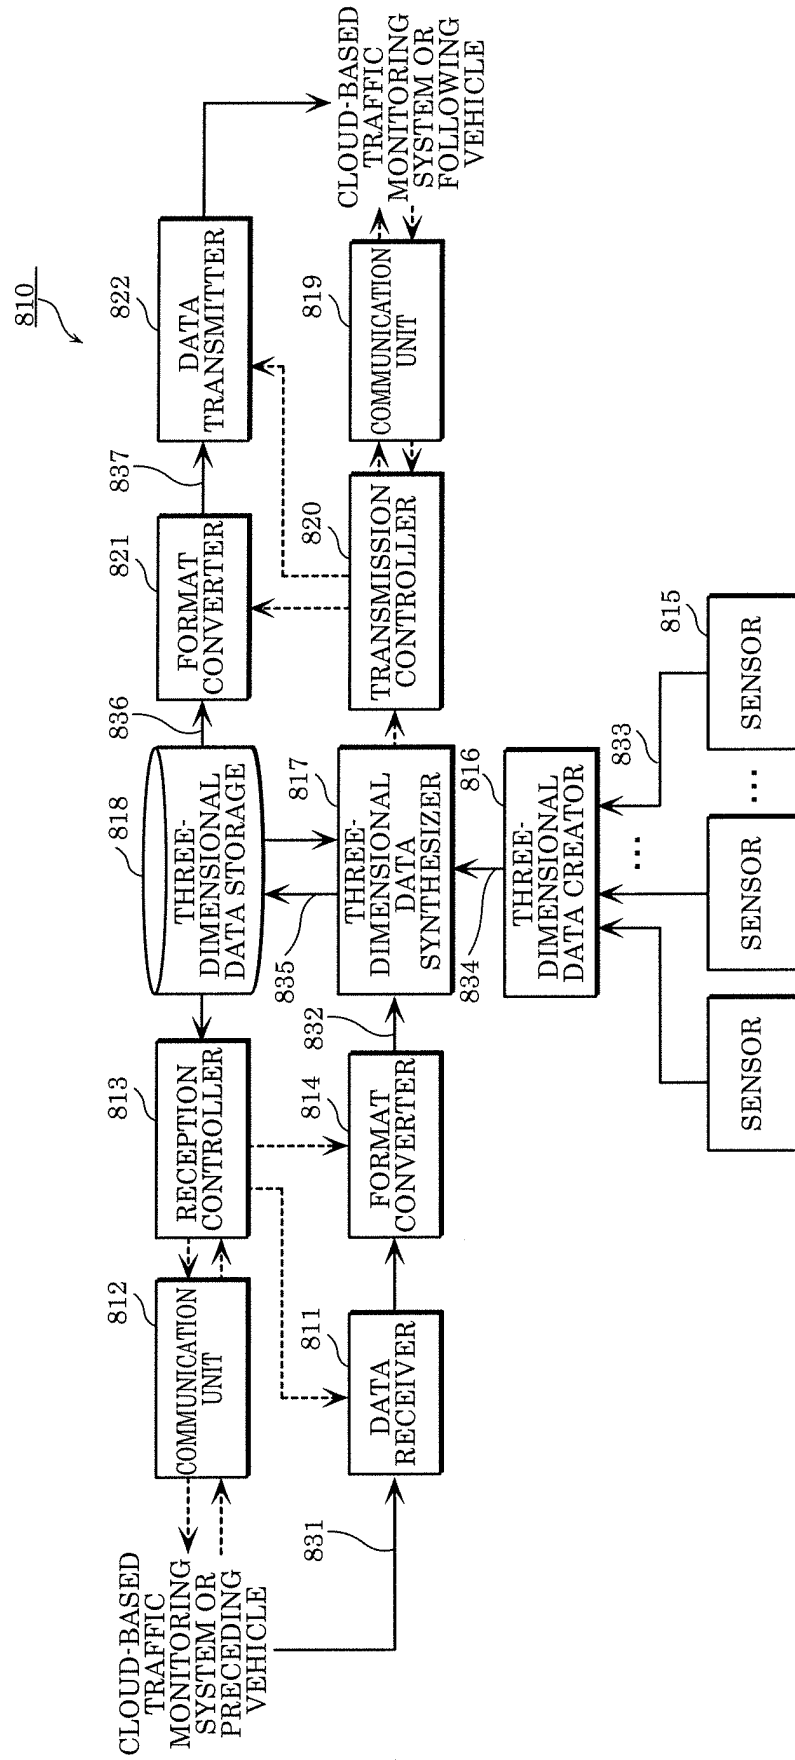 810
CLOUD-BASED
TRAFFIC
MONITORING
SYSTEM OR
PRECEDING
VEHICLE
812
COMMUNICATION
UNIT
813
RECEPTION
CONTROLLER
818
THREE-
DIMENSIONAL
DATA STORAGE
836
821
FORMAT
CONVERTER
837
822
DATA
TRANSMITTER
831
811
DATA
RECEIVER
814
FORMAT
CONVERTER
832
835
817
THREE-
DIMENSIONAL
DATA
SYNTHESIZER
820
TRANSMISSION
CONTROLLER
819
COMMUNICATION
UNIT
CLOUD-BASED
TRAFFIC
MONITORING
SYSTEM OR
FOLLOWING
VEHICLE
834
816
THREE-
DIMENSIONAL
DATA CREATOR
...
833
SENSOR
SENSOR
...
815
SENSOR